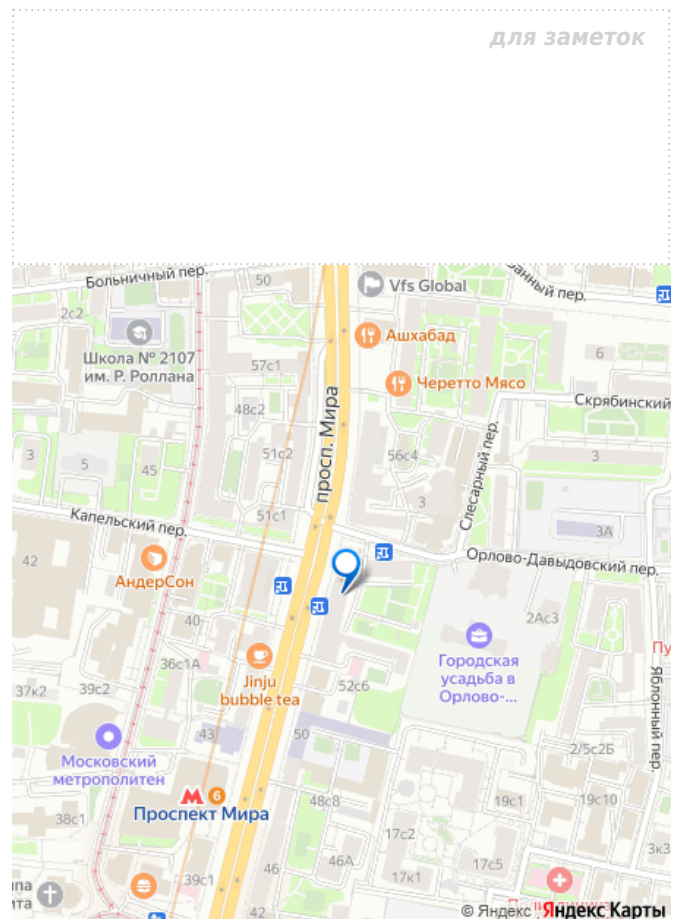 для заметок
Больничный пер.
50
Vfs Global
2с2
Ашхабад
Школа № 2107
им. Р. Роллана
57с1
6
Черетто Мясо
48с2
просп. Мира
Скрябинский
3
5
45
51с2
56с4
Слесарный пер.
3
3
51с1
3А
Капельский пер.
42
АндерСон
Орлово-Давыдовский пер.
40
2Ас3
36с1А
Jinju
bubble tea
Городская
усадьба в
Орлово-...
37к2
39с2
52с6
Яблонный пер.
43
50
Московский
метрополитен
2/5с2Б
6
Проспект Мира
38с1
48с8
19с1
19с10
17с2
3к3
46
46А
17с5
39с1
17к1
42
© Яндекс
Яндекс Карты